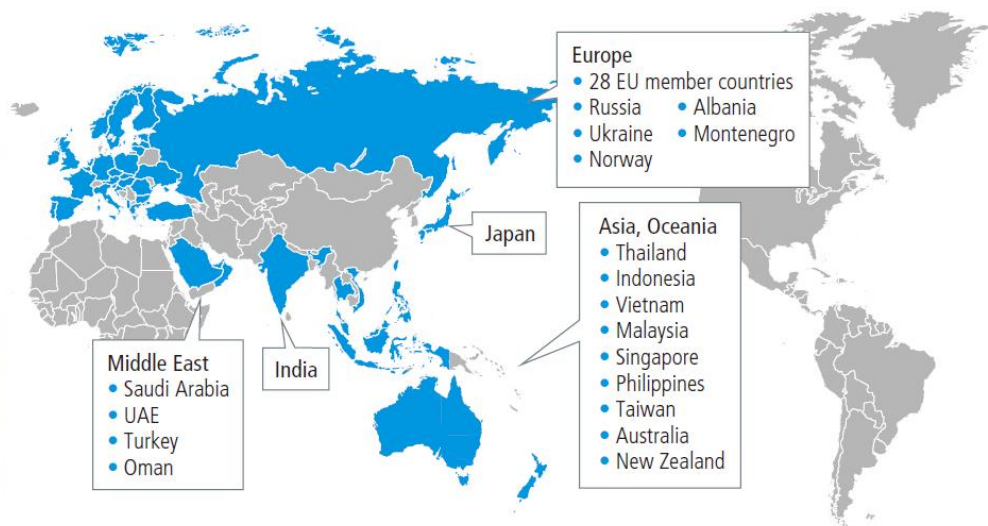 Europe
• 28 EU member countries
• Russia • Albania
• Ukraine • Montenegro
• Norway
Japan
Asia, Oceania
• Thailand
• Indonesia
• Vietnam
• Malaysia
• Singapore
• Philippines
• Taiwan
• Australia
• New Zealand
India
Middle East
• Saudi Arabia
• UAE
• Turkey
• Oman